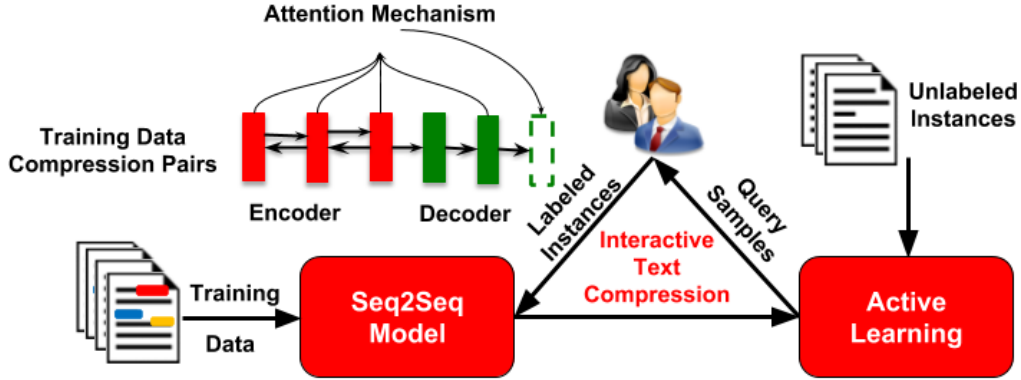 Attention Mechanism
Training Data
Compression Pairs
Encoder
Decoder
Unlabeled
Instances
Labeled
Instances
Query
Samples
Interactive
Text
Compression
Training
Data
Seq2Seq
Model
Active
Learning